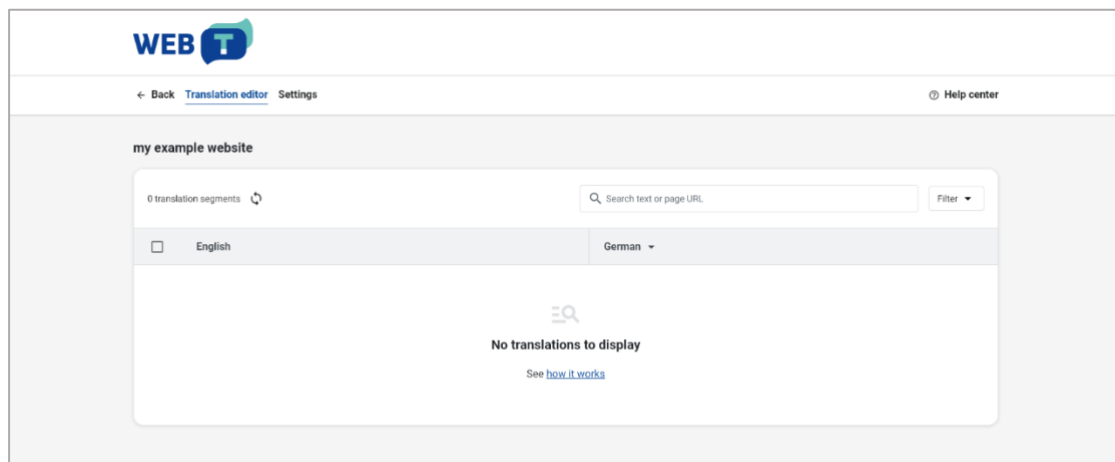 WEB T
Back Translation editor Settings Help center
my example website
0 translation segments Search text or page URL Filter
English German
No translations to display
See how it works